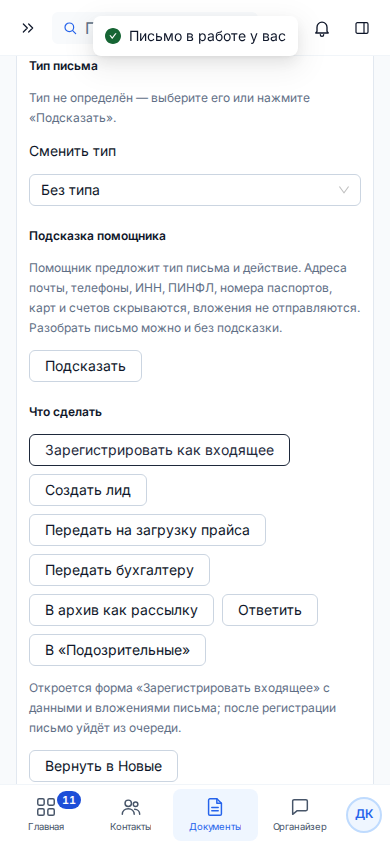 Письмо в работе у вас
Тип письма
Тип не определён — выберите его или нажмите
«Подсказать».
Сменить тип
Без типа
Подсказка помощника
Помощник предложит тип письма и действие. Адреса
почты, телефоны, ИНН, ПИНФЛ, номера паспортов,
карт и счетов скрываются, вложения не отправляются.
Разобрать письмо можно и без подсказки.
Подсказать
Что сделать
Зарегистрировать как входящее
Создать лид
Передать на загрузку прайса
Передать бухгалтеру
В архив как рассылку Ответить
В «Подозрительные»
Откроется форма «Зарегистрировать входящее» с
данными и вложениями письма; после регистрации
письмо уйдёт из очереди.
Вернуть в Новые
11
Главная Контакты Документы Органайзер ДК